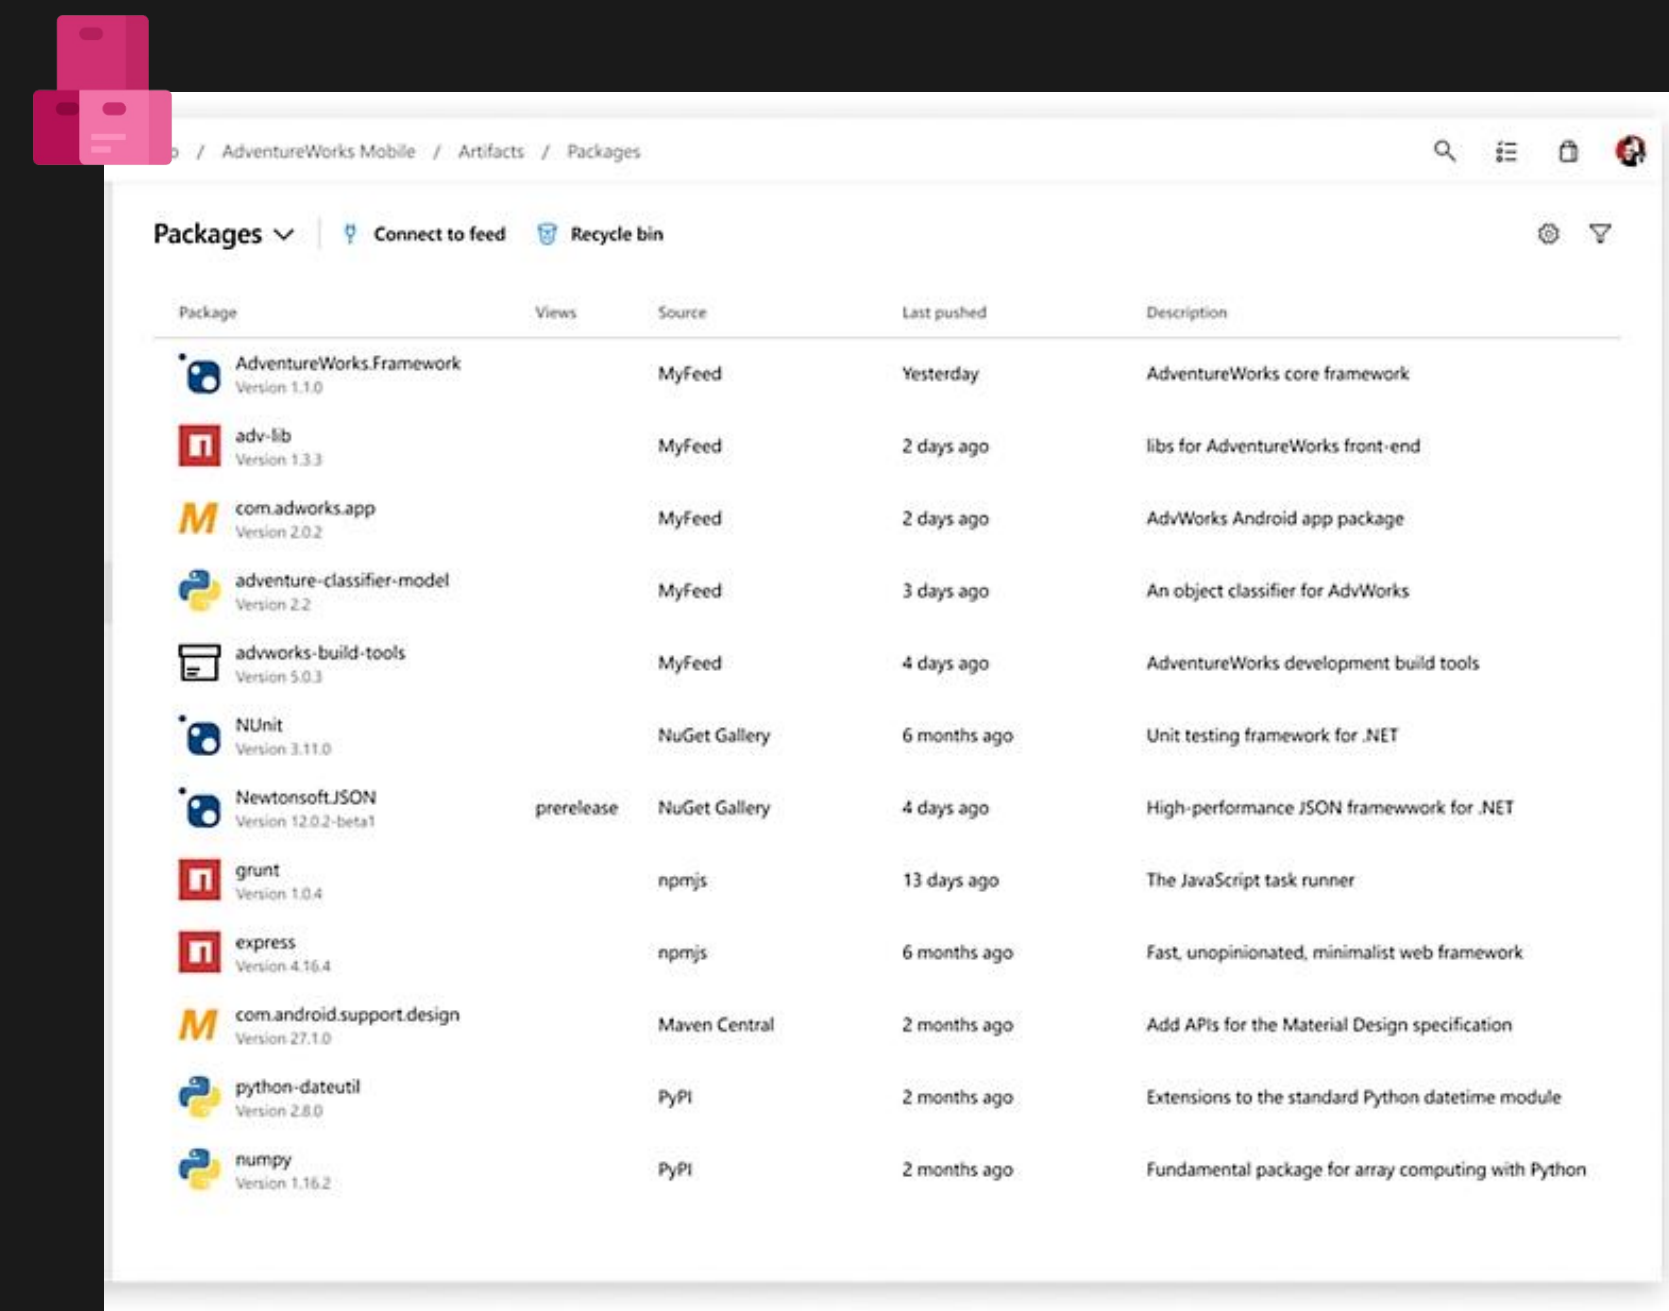 o / AdventureWorks Mobile / Artifacts / Packages
Packages Connect to feed Recycle bin
Package Views Source Last pushed Description
AdventureWorks.Framework
Version 1.1.0
MyFeed Yesterday AdventureWorks core framework
adv-lib
Version 1.3.3
MyFeed 2 days ago libs for AdventureWorks front-end
com.adworks.app
Version 2.0.2
MyFeed 2 days ago AdvWorks Android app package
adventure-classifier-model
Version 2.2
MyFeed 3 days ago An object classifier for AdvWorks
advworks-build-tools
Version 5.0.3
MyFeed 4 days ago AdventureWorks development build tools
NUnit
Version 3.11.0
NuGet Gallery 6 months ago Unit testing framework for .NET
Newtonsoft.JSON
Version 12.0.2-beta1
prerelease NuGet Gallery 4 days ago High-performance JSON framewwork for .NET
grunt
Version 1.0.4
npmjs 13 days ago The JavaScript task runner
express
Version 4.16.4
npmjs 6 months ago Fast, unopinionated, minimalist web framework
com.android.support.design
Version 27.1.0
Maven Central 2 months ago Add APIs for the Material Design specification
python-dateutil
Version 2.8.0
PyPI 2 months ago Extensions to the standard Python datetime module
numpy
Version 1.16.2
PyPI 2 months ago Fundamental package for array computing with Python